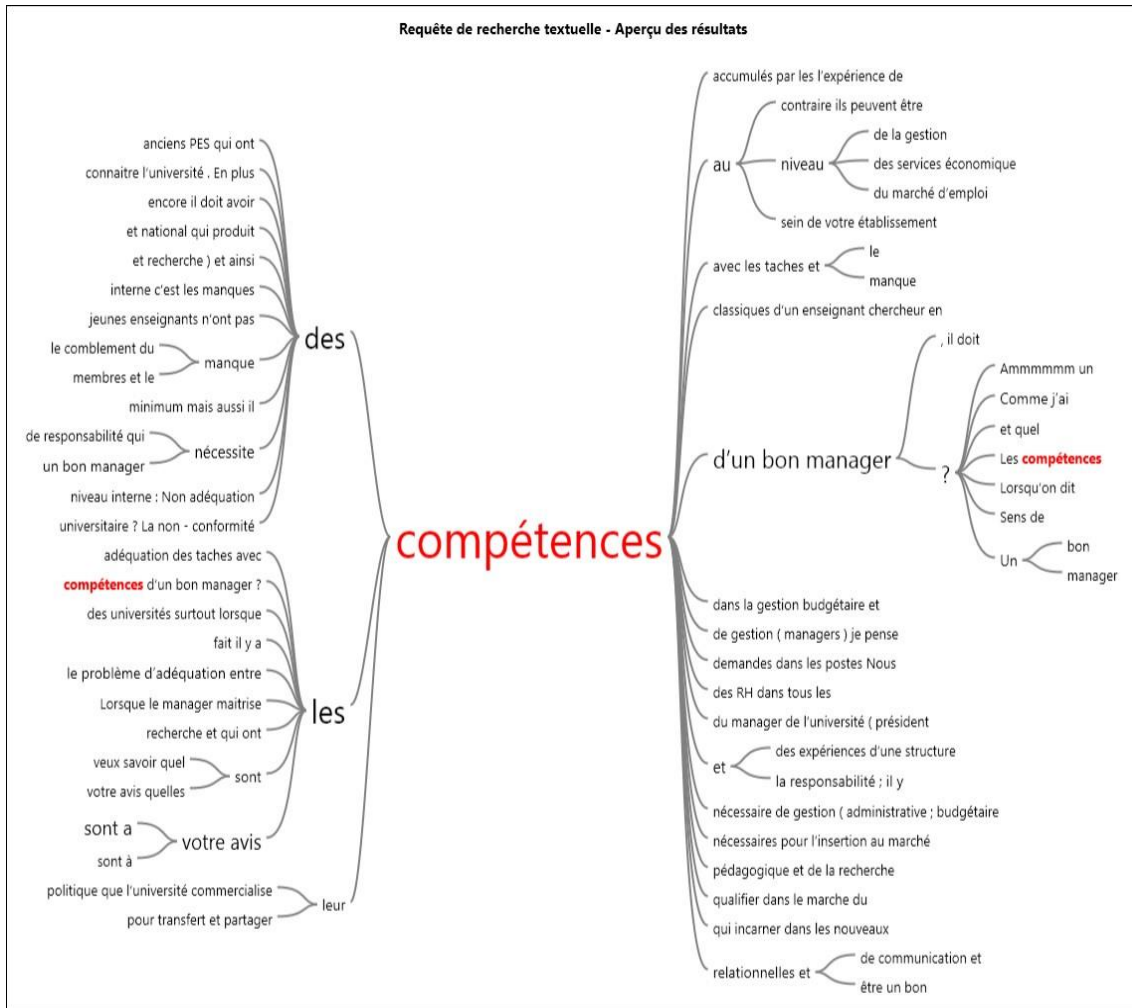 Requête de recherche textuelle - Aperçu des résultats
anciens PES qui ont
connaitre l'université . En plus
encore il doit avoir
et national qui produit
et recherche ) et ainsi
interne c'est les manques
jeunes enseignants n'ont pas
le comblement du
membres et le
manque
minimum mais aussi il
de responsabilité qui
un bon manager
nécessite
niveau interne : Non adéquation
universitaire ? La non - conformité
des
adéquation des taches avec
compétences d'un bon manager ?
des universités surtout lorsque
fait il y a
le problème d'adéquation entre
Lorsque le manager maitrise
recherche et qui ont
veux savoir quel
votre avis quelles
sont
sont a
sont à
votre avis
les
politique que l'université commercialise
pour transfert et partager
leur
compétences
accumulés par les l'expérience de
au
contraire ils peuvent être
niveau
de la gestion
des services économique
du marché d'emploi
sein de votre établissement
avec les taches et
le
manque
classiques d'un enseignant chercheur en
d'un bon manager
, il doit
?
Ammmmmm un
Comme j'ai
et quel
Les compétences
Lorsqu'on dit
Sens de
Un
bon
manager
dans la gestion budgétaire et
de gestion ( managers ) je pense
demandes dans les postes Nous
des RH dans tous les
du manager de l'université ( président
et
des expériences d'une structure
la responsabilité ; il y
nécessaire de gestion ( administrative ; budgétaire
nécessaires pour l'insertion au marché
pédagogique et de la recherche
qualifier dans le marche du
qui incarner dans les nouveaux
relationnelles et
de communication et
être un bon